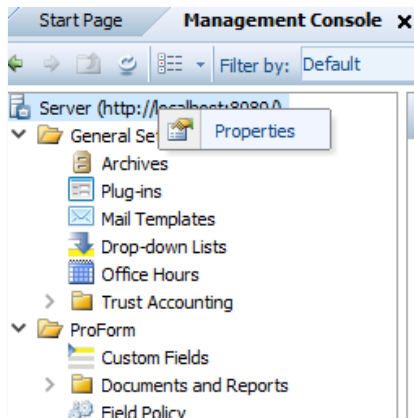 Start Page Management Console
Filter by: Default
Server (http://localhost:8080/)
General Se
Properties
Archives
Plug-ins
Mail Templates
Drop-down Lists
Office Hours
Trust Accounting
ProForm
Custom Fields
Documents and Reports
Field Policy